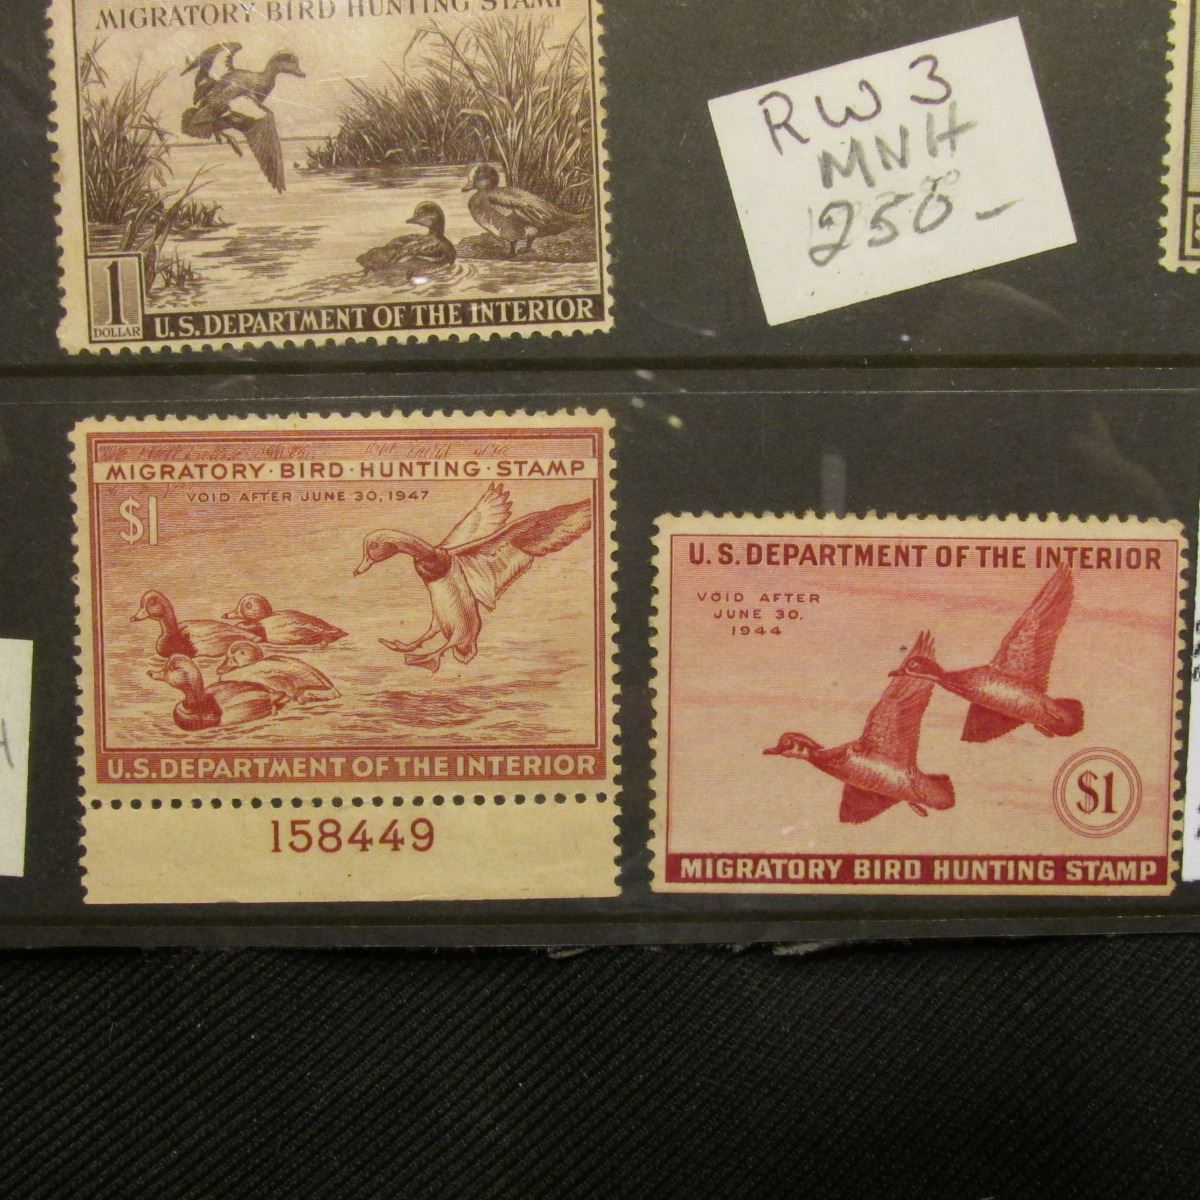 MIGRATORY BIRD HUNTING STAMP
1
DOLLAR
U.S. DEPARTMENT OF THE INTERIOR
RW 3
MNH
250-
MIGRATORY · BIRD · HUNTING · STAMP
VOID AFTER JUNE 30, 1947
$1
U.S. DEPARTMENT OF THE INTERIOR
158449
U.S. DEPARTMENT OF THE INTERIOR
VOID AFTER
JUNE 30,
1944
$1
MIGRATORY BIRD HUNTING STAMP